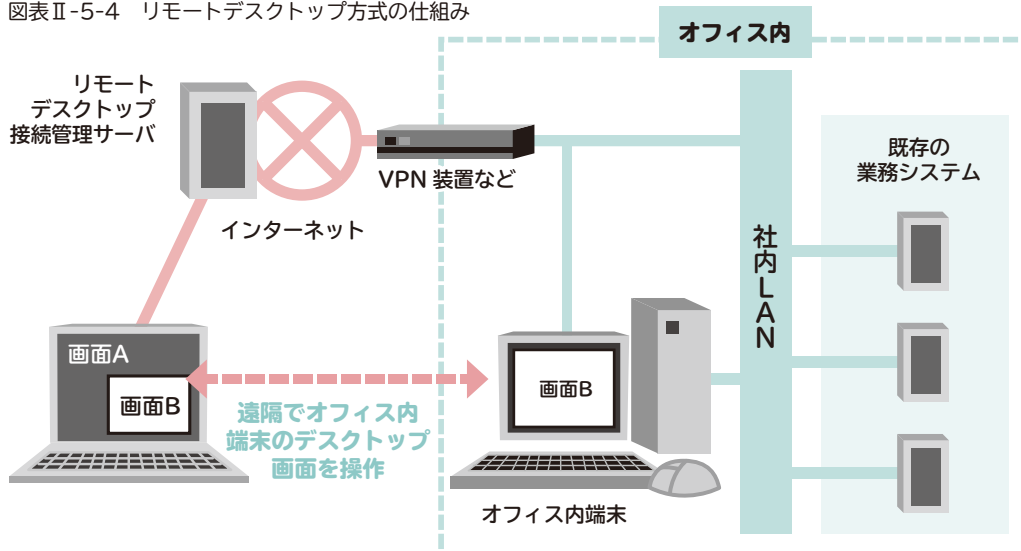 図表Ⅱ-5-4　リモートデスクトップ方式の仕組み
オフィス内
リモート
デスクトップ
接続管理サーバ
VPN 装置など
インターネット
既存の
業務システム
社内LAN
画面A
画面B
遠隔でオフィス内
端末のデスクトップ
画面を操作
画面B
オフィス内端末